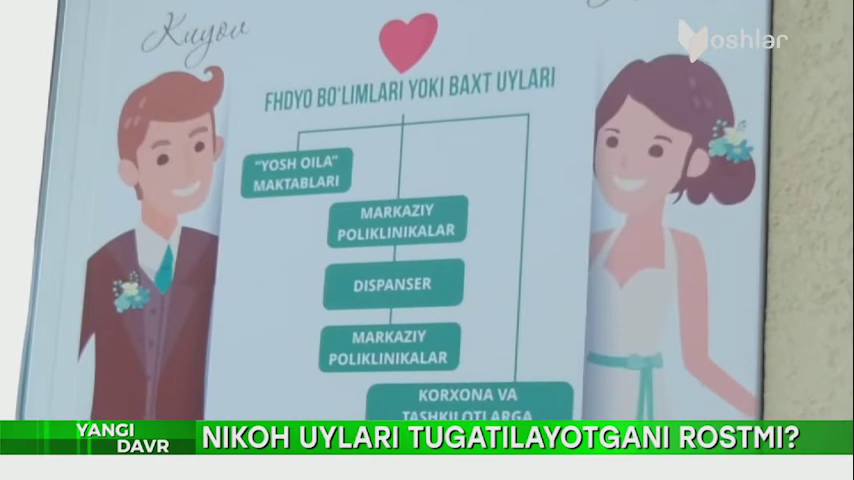 Kuyov
oshlar
FHDYO BO'LIMLARI YOKI BAXT UYLARI
"YOSH OILA"
MAKTABLARI
MARKAZIY
POLIKLINIKALAR
DISPANSER
MARKAZIY
POLIKLINIKALAR
KORXONA VA
TASHKILOTLARGA
YANGI
DAVR
NIKOH UYLARI TUGATILAYOTGANI ROSTMI?